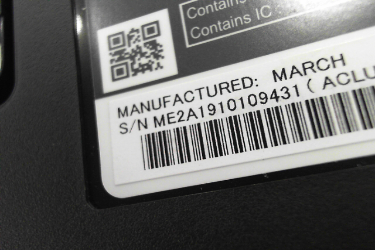 Contains
Contains IC :
MANUFACTURED: MARCH
S/N ME2A1910109431 ( ACLU